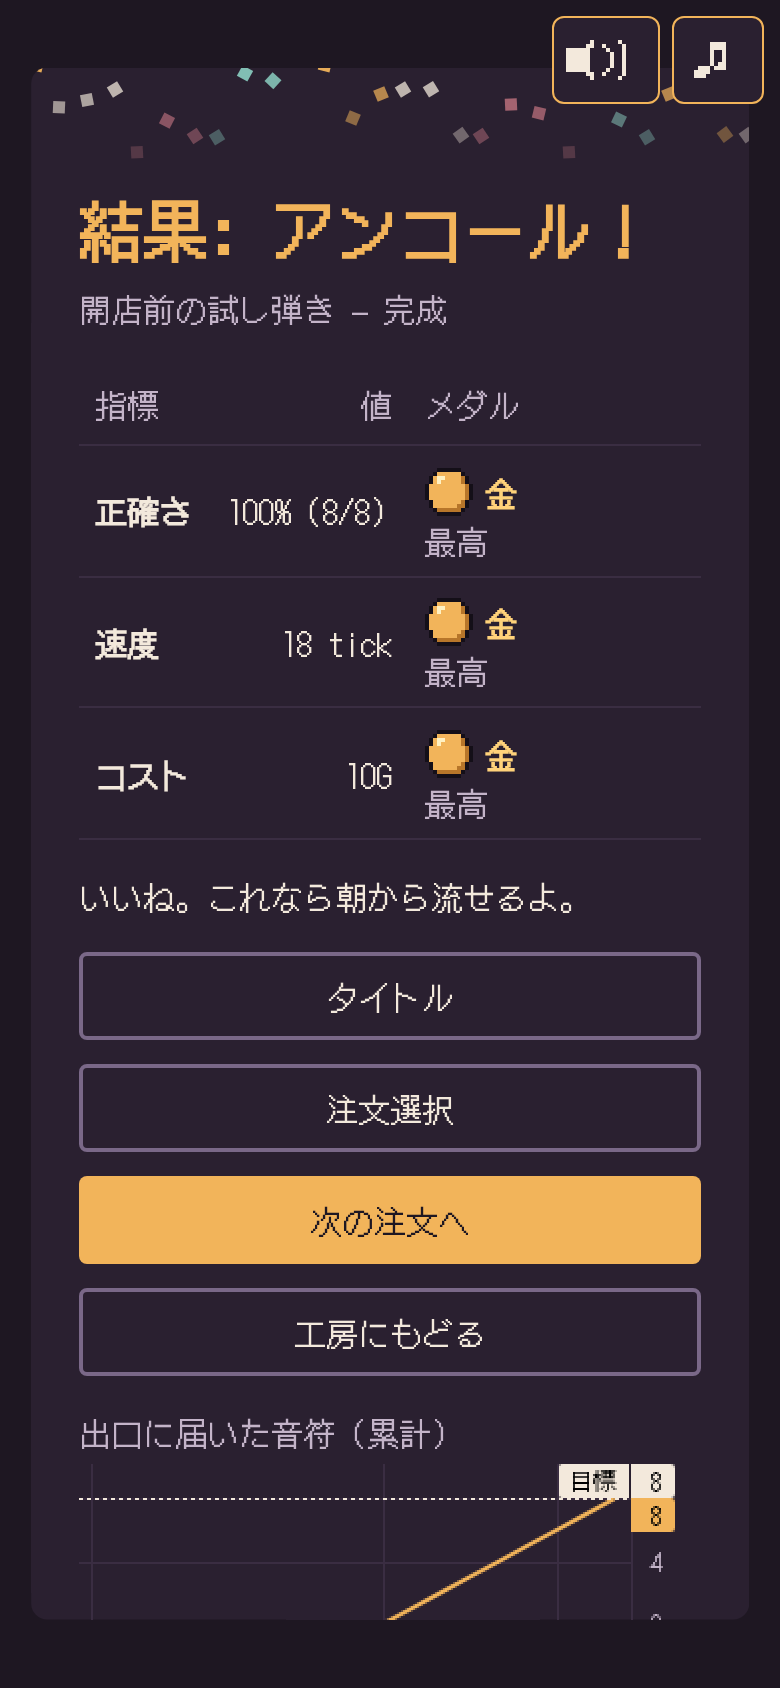 結果: アンコール！
開店前の試し弾き – 完成
指標 値 メダル
正確さ 100% (8/8) 金
最高
速度 18 tick 金
最高
コスト 10G 金
最高
いいね。これなら朝から流せるよ。
タイトル
注文選択
次の注文へ
工房にもどる
出口に届いた音符（累計）
目標 8
8
4